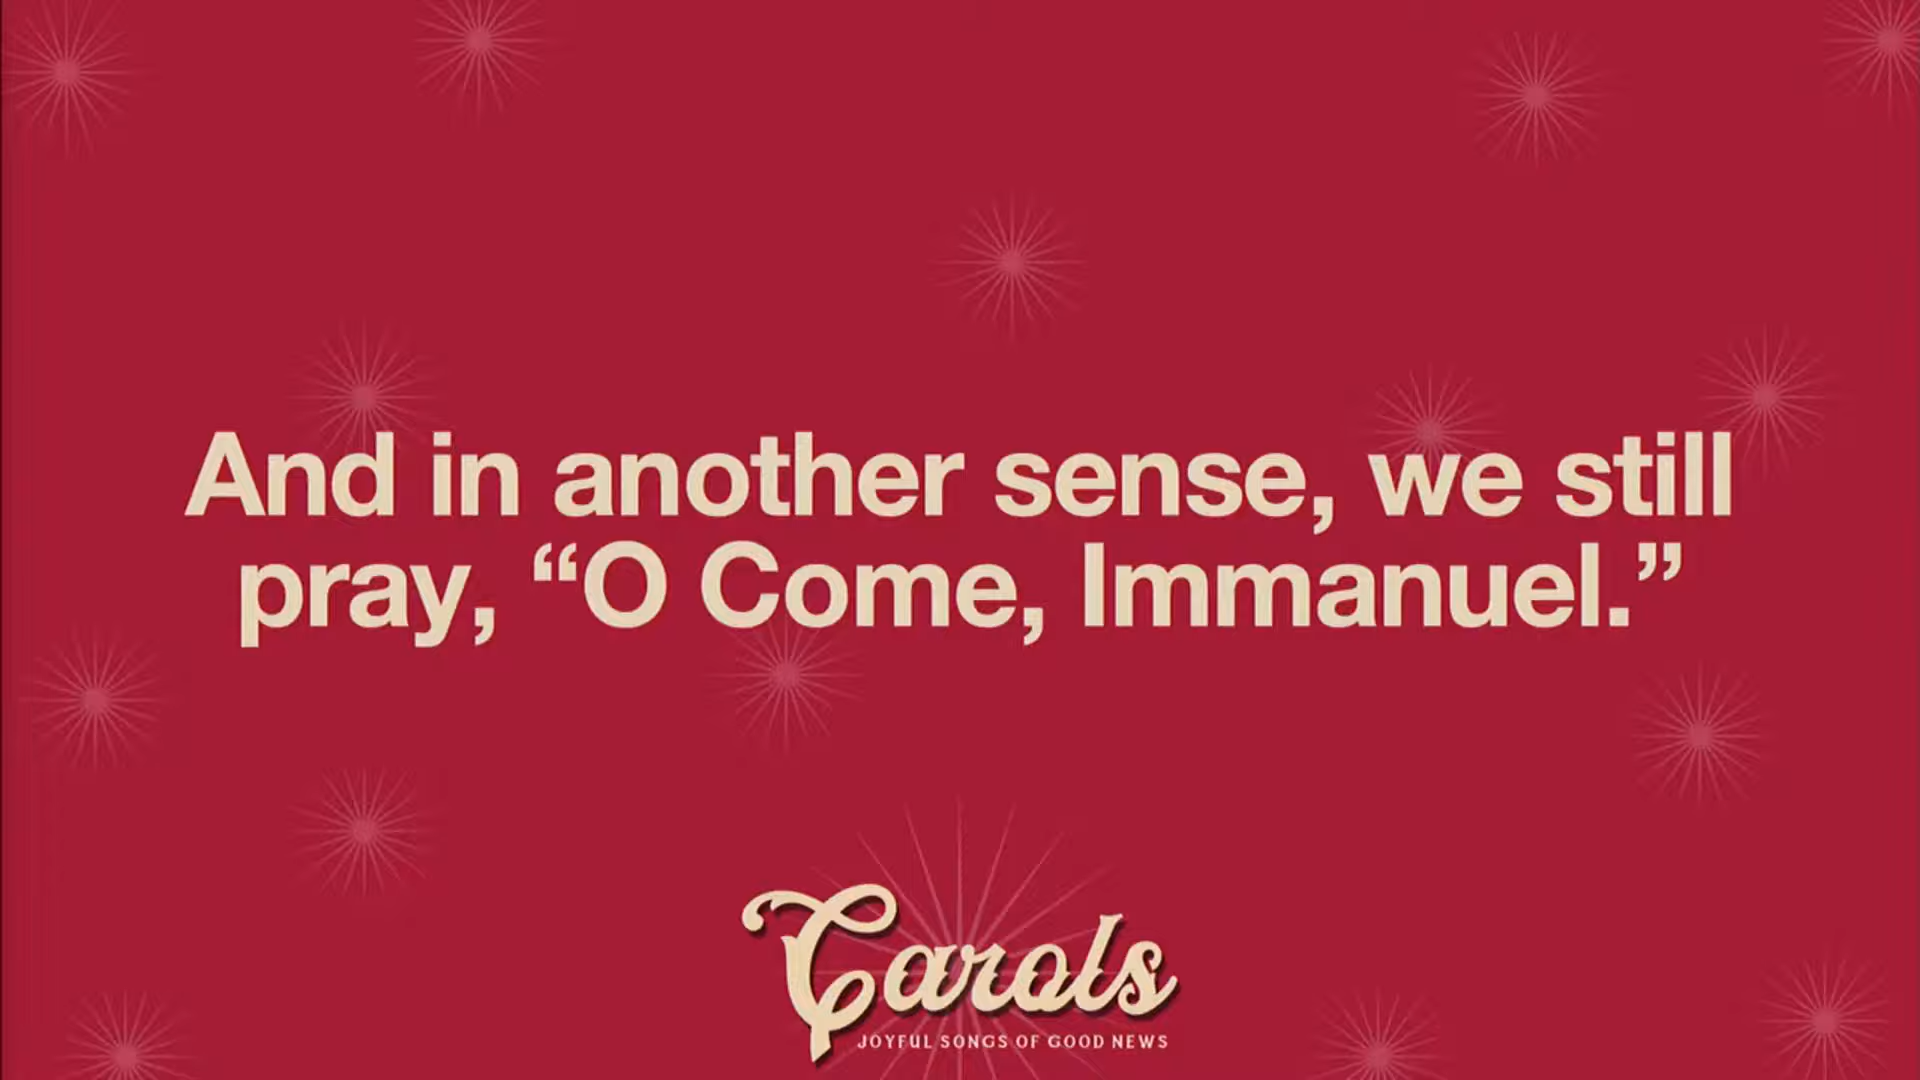 And in another sense, we still
pray, “O Come, Immanuel.”
Carols
JOYFUL SONGS OF GOOD NEWS